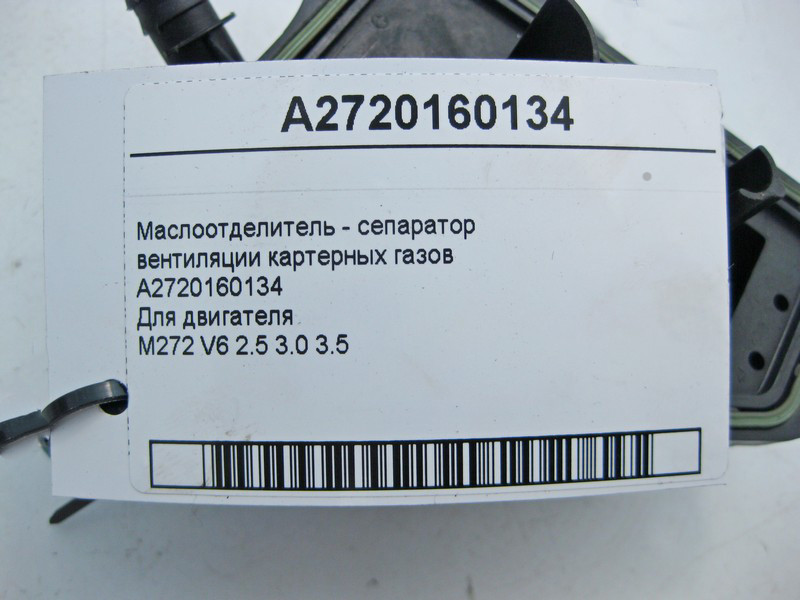 A2720160134
Маслоотделитель - сепаратор
вентиляции картерных газов
A2720160134
Для двигателя
M272 V6 2.5 3.0 3.5